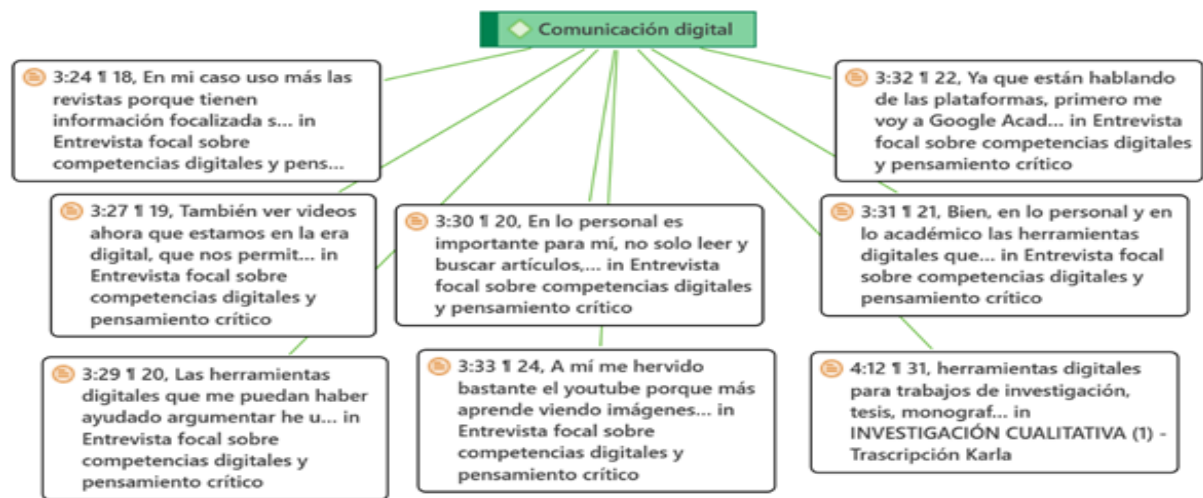 Comunicación digital
3:24 ¶ 18, En mi caso uso más las
revistas porque tienen
información focalizada s... in
Entrevista focal sobre
competencias digitales y pens...
3:32 ¶ 22, Ya que están hablando
de las plataformas, primero me
voy a Google Acad... in Entrevista
focal sobre competencias digitales
y pensamiento crítico
3:27 ¶ 19, También ver videos
ahora que estamos en la era
digital, que nos permit... in
Entrevista focal sobre
competencias digitales y
pensamiento crítico
3:30 ¶ 20, En lo personal es
importante para mí, no solo leer y
buscar artículos,... in Entrevista
focal sobre competencias digitales
y pensamiento crítico
3:31 ¶ 21, Bien, en lo personal y en
lo académico las herramientas
digitales que... in Entrevista focal
sobre competencias digitales y
pensamiento crítico
3:29 ¶ 20, Las herramientas
digitales que me puedan haber
ayudado argumentar he u... in
Entrevista focal sobre
competencias digitales y
pensamiento crítico
3:33 ¶ 24, A mí me hervido
bastante el youtube porque más
aprende viendo imágenes... in
Entrevista focal sobre
competencias digitales y
pensamiento crítico
4:12 ¶ 31, herramientas digitales
para trabajos de investigación,
tesis, monograf... in
INVESTIGACIÓN CUALITATIVA (1) -
Trascripción Karla